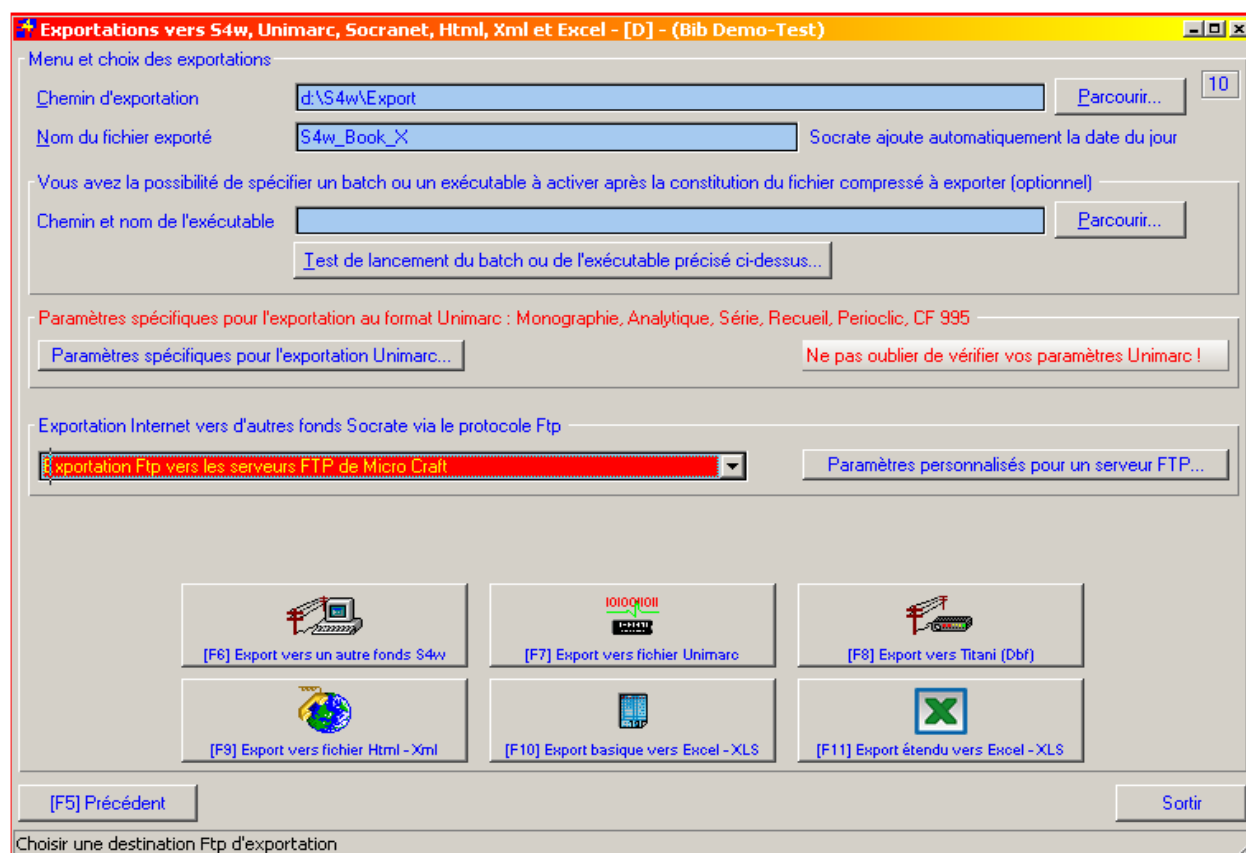 Exportations vers S4w, Unimarc, Socranet, Html, Xml et Excel - [D] - (Bib Demo-Test)
Menu et choix des exportations
10
Chemin d'exportation d:\S4w\Export Parcourir...
Nom du fichier exporté S4w_Book_X Socrate ajoute automatiquement la date du jour
Vous avez la possibilité de spécifier un batch ou un exécutable à activer après la constitution du fichier compressé à exporter (optionnel)
Chemin et nom de l'exécutable Parcourir...
Test de lancement du batch ou de l'exécutable précisé ci-dessus...
Paramètres spécifiques pour l'exportation au format Unimarc : Monographie, Analytique, Série, Recueil, Perioclic, CF 995
Paramètres spécifiques pour l'exportation Unimarc... Ne pas oublier de vérifier vos paramètres Unimarc !
Exportation Internet vers d'autres fonds Socrate via le protocole Ftp
Exportation Ftp vers les serveurs FTP de Micro Craft Paramètres personnalisés pour un serveur FTP...
[F6] Export vers un autre fonds S4w [F7] Export vers fichier Unimarc [F8] Export vers Titani (Dbf)
[F9] Export vers fichier Html - Xml [F10] Export basique vers Excel - XLS [F11] Export étendu vers Excel - XLS
[F5] Précédent Sortir
Choisir une destination Ftp d'exportation